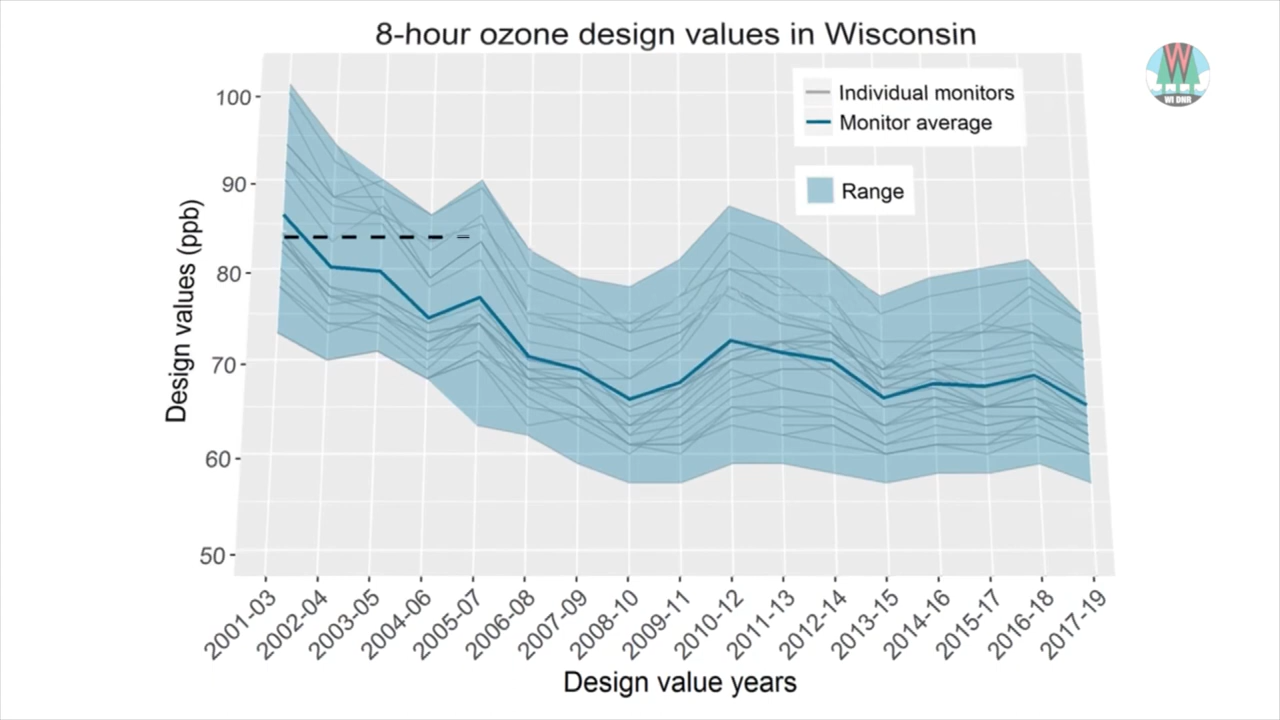 8-hour ozone design values in Wisconsin
W
WI DNR
Individual monitors
Monitor average
Range
Design values (ppb)
100
90
80
70
60
50
2001-03
2002-04
2003-05
2004-06
2005-07
2006-08
2007-09
2008-10
2009-11
2010-12
2011-13
2012-14
2013-15
2014-16
2015-17
2016-18
2017-19
Design value years